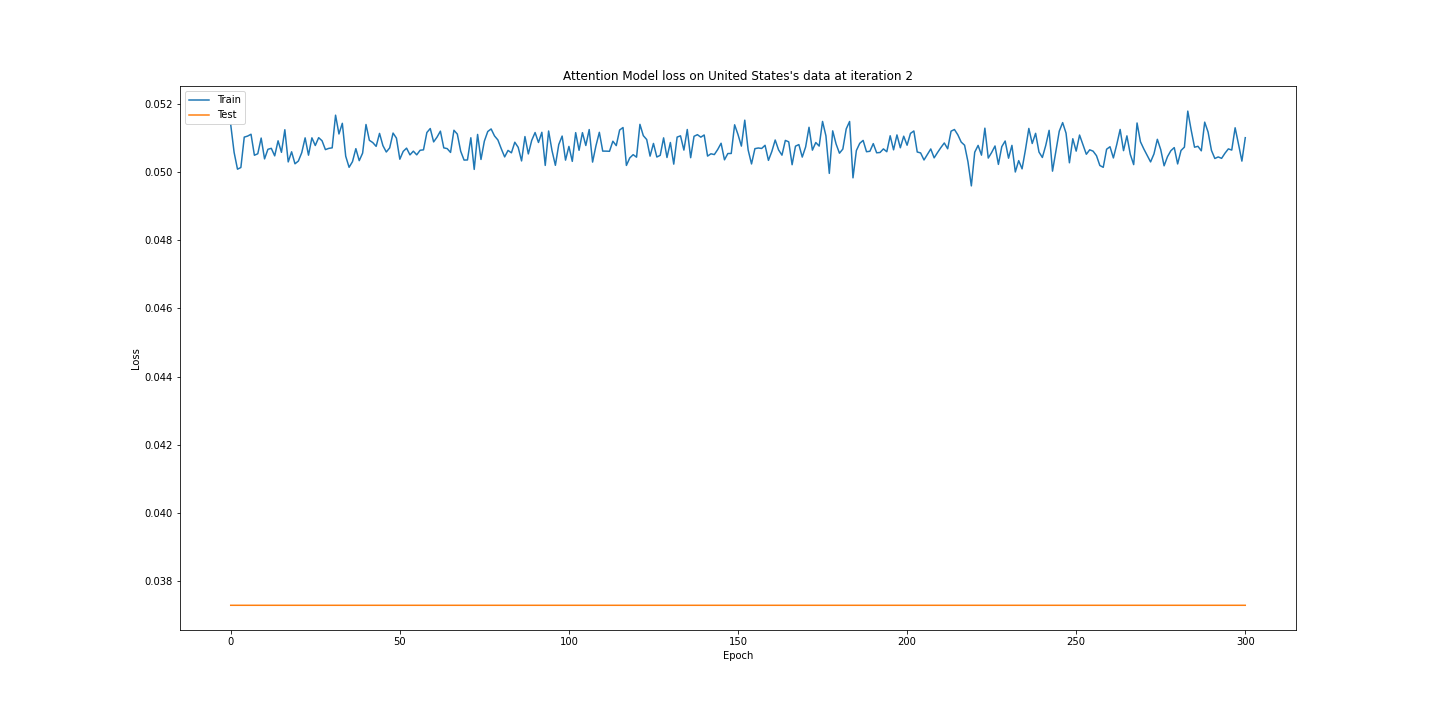 Attention Model loss on United States's data at iteration 2
Train
Test
0.052
0.050
0.048
0.046
0.044
0.042
0.040
0.038
Loss
0 50 100 150 200 250 300
Epoch